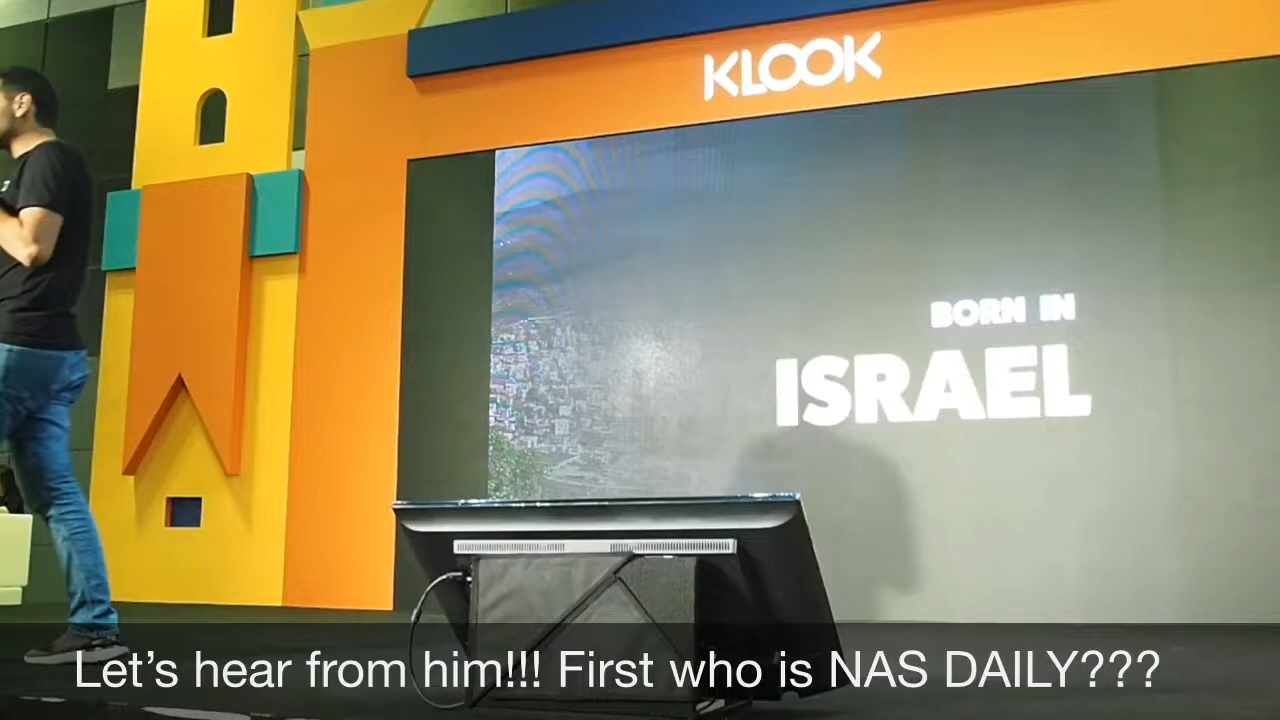 KLOOK
BORN IN
ISRAEL
Let’s hear from him!!! First who is NAS DAILY???